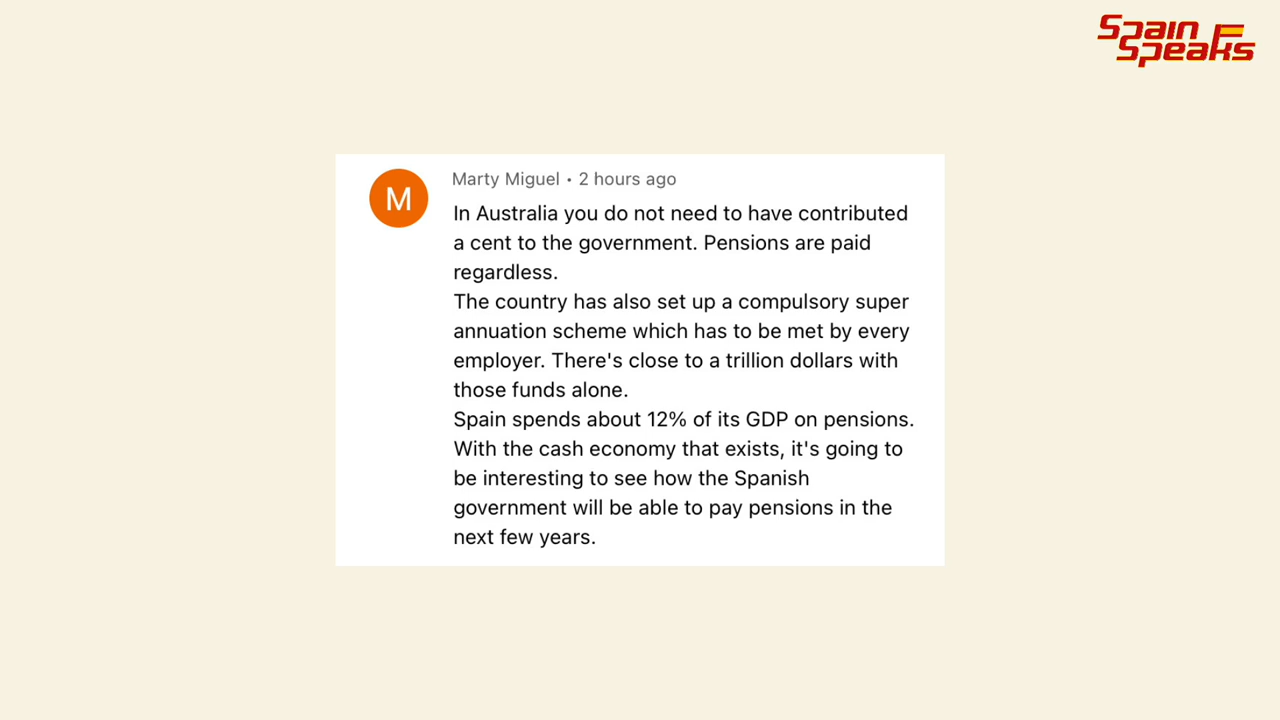 Spain
Speaks
M
Marty Miguel • 2 hours ago
In Australia you do not need to have contributed
a cent to the government. Pensions are paid
regardless.
The country has also set up a compulsory super
annuation scheme which has to be met by every
employer. There's close to a trillion dollars with
those funds alone.
Spain spends about 12% of its GDP on pensions.
With the cash economy that exists, it's going to
be interesting to see how the Spanish
government will be able to pay pensions in the
next few years.